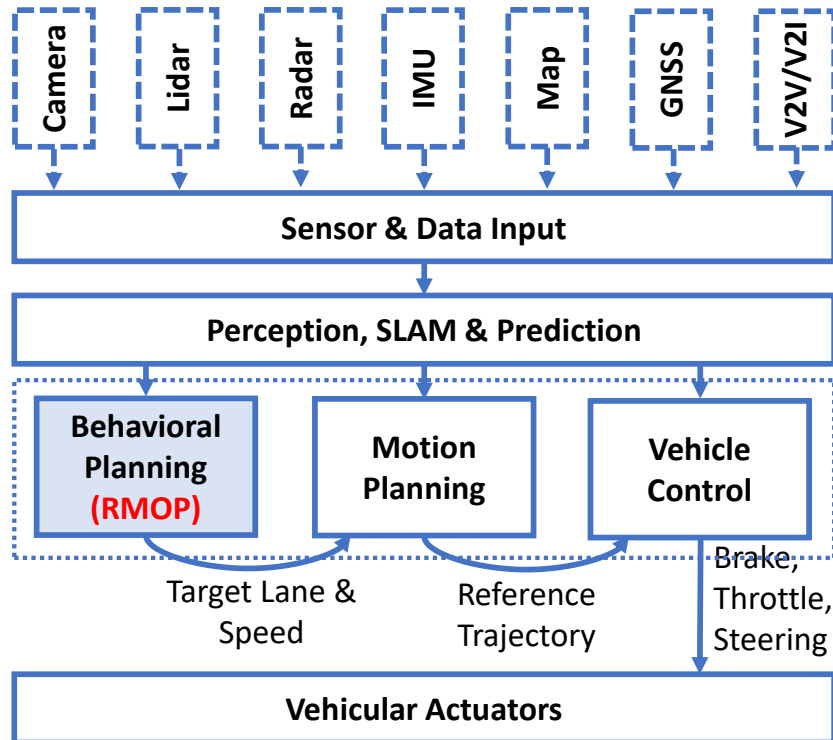 Camera
Lidar
Radar
IMU
Map
GNSS
V2V/V2I
Sensor & Data Input
Perception, SLAM & Prediction
Behavioral
Planning
(RMOP)
Motion
Planning
Vehicle
Control
Target Lane &
Speed
Reference
Trajectory
Brake,
Throttle,
Steering
Vehicular Actuators